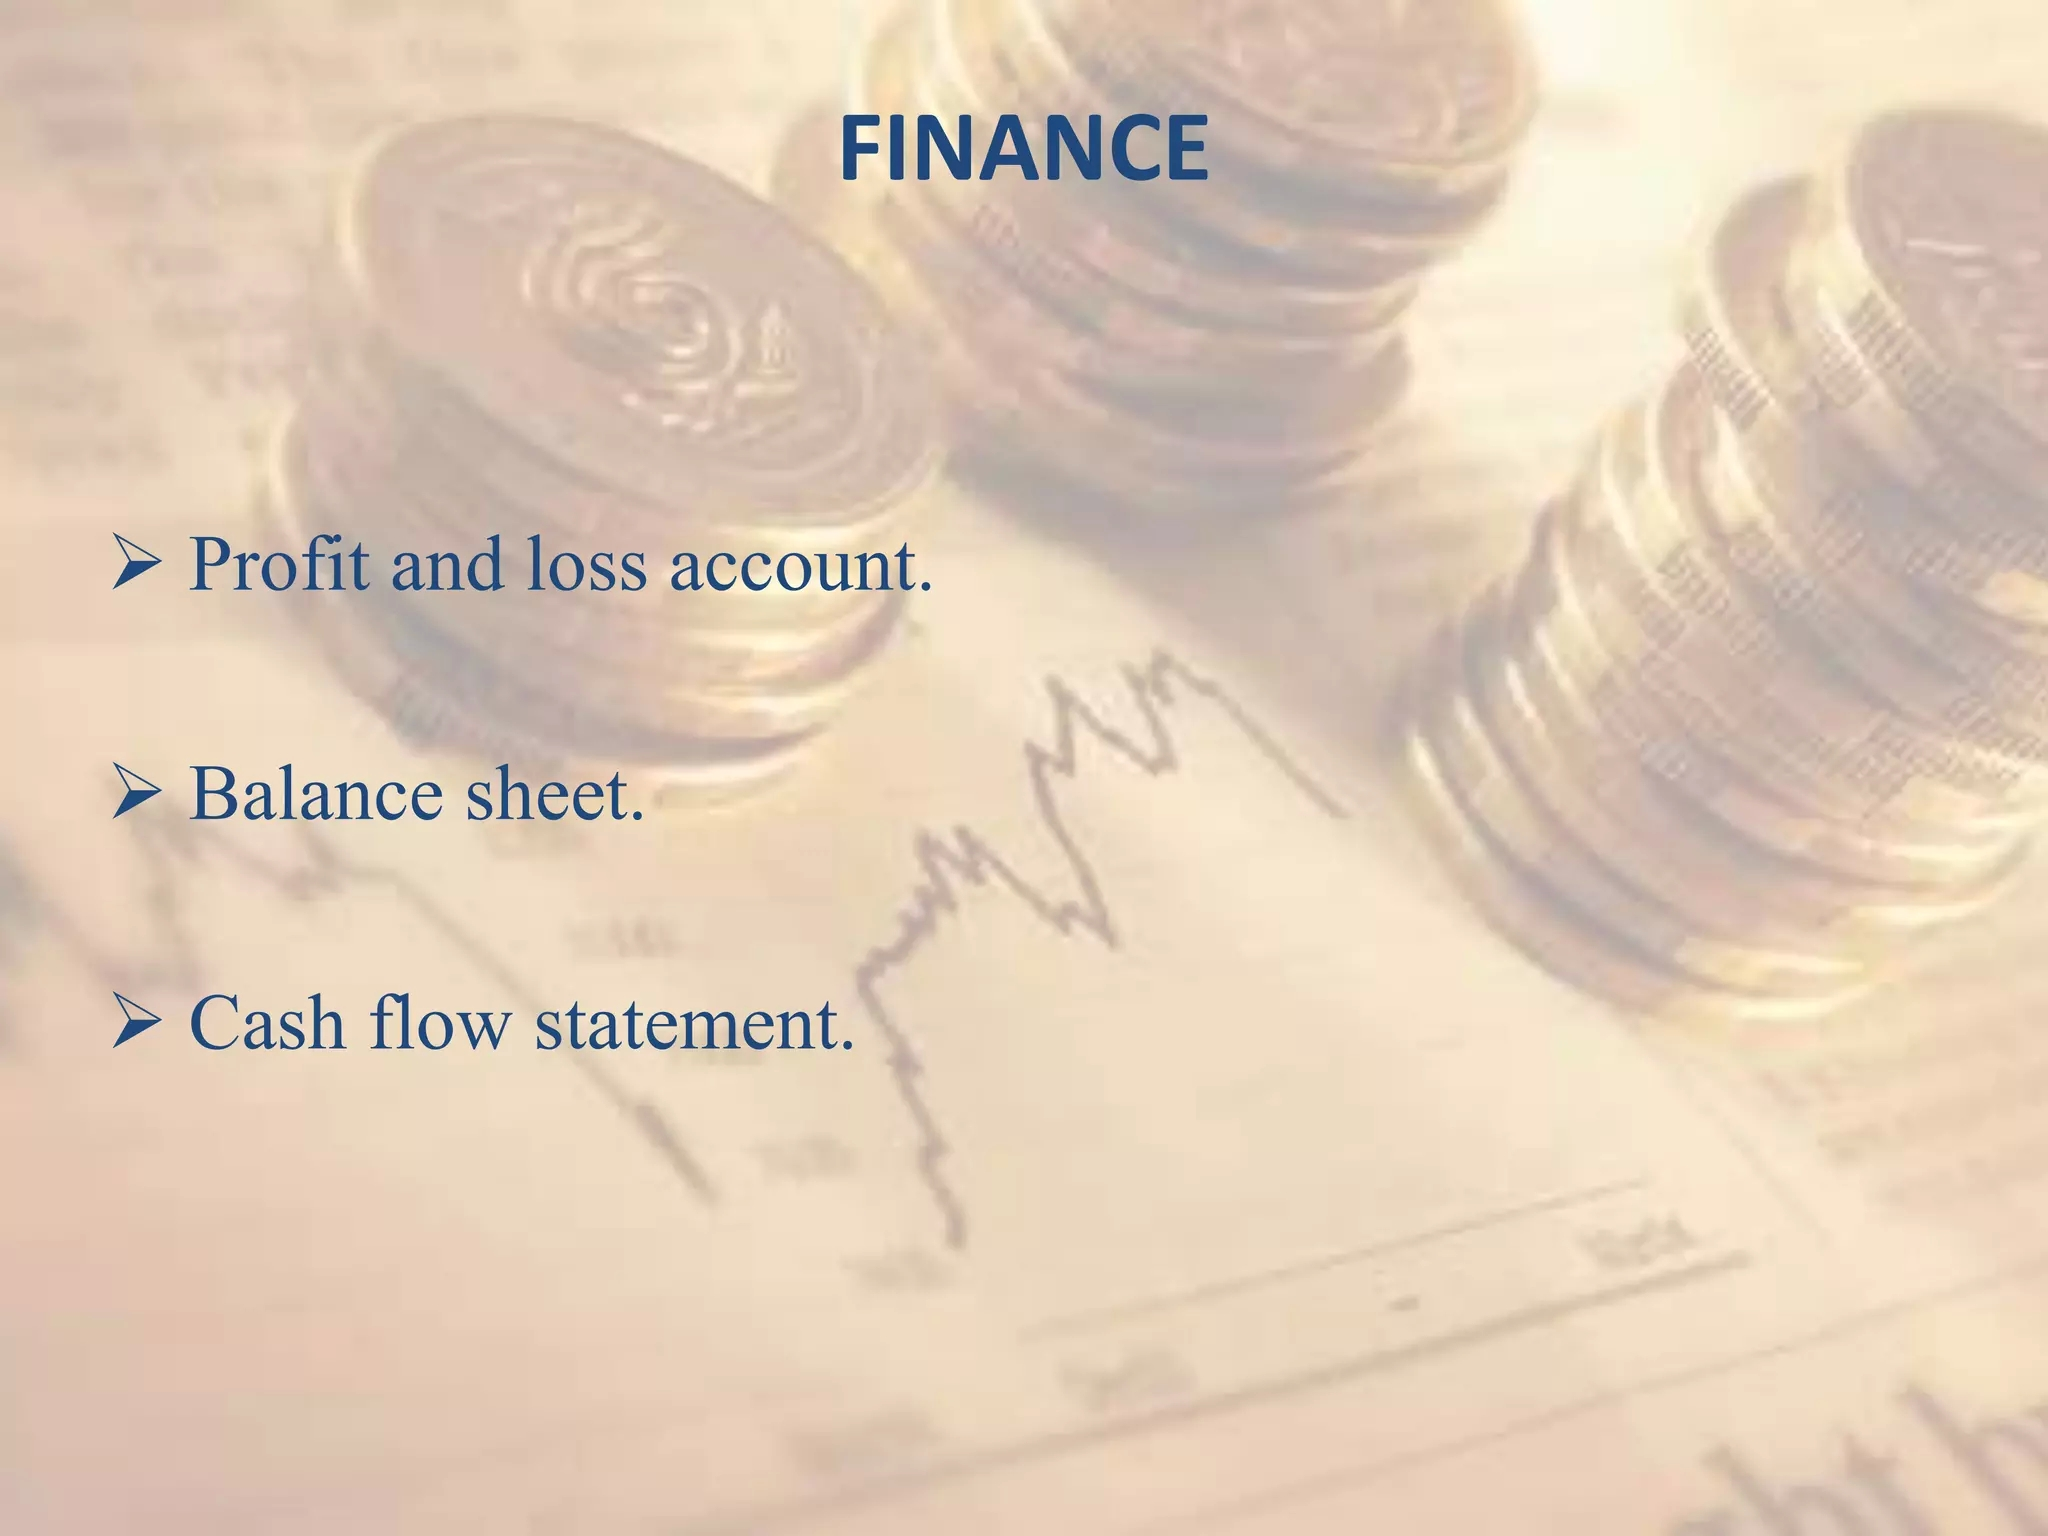 FINANCE
➢ Profit and loss account.
➢ Balance sheet.
➢ Cash flow statement.